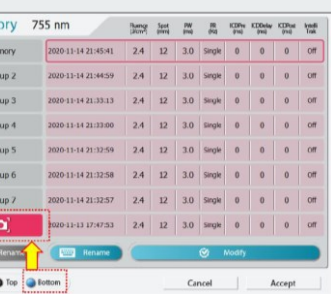 ory 755 nm Fluence (J/cm²) Spot (mm) PW (ms) RR (Hz) ICDPre (ms) ICDDelay (ms) ICDPost (ms) Intelli Trak
mory 2020-11-14 21:45:41 2.4 12 3.0 Single 0 0 0 Off
up 2 2020-11-14 21:44:59 2.4 12 3.0 Single 0 0 0 Off
up 3 2020-11-14 21:33:13 2.4 12 3.0 Single 0 0 0 Off
up 4 2020-11-14 21:33:00 2.4 12 3.0 Single 0 0 0 Off
up 5 2020-11-14 21:32:59 2.4 12 3.0 Single 0 0 0 Off
up 6 2020-11-14 21:32:58 2.4 12 3.0 Single 0 0 0 Off
up 7 2020-11-14 21:32:57 2.4 12 3.0 Single 0 0 0 Off
2020-11-13 17:47:53 2.4 12 3.0 Single 0 0 0 Off
Rename Modify
Top Bottom Cancel Accept